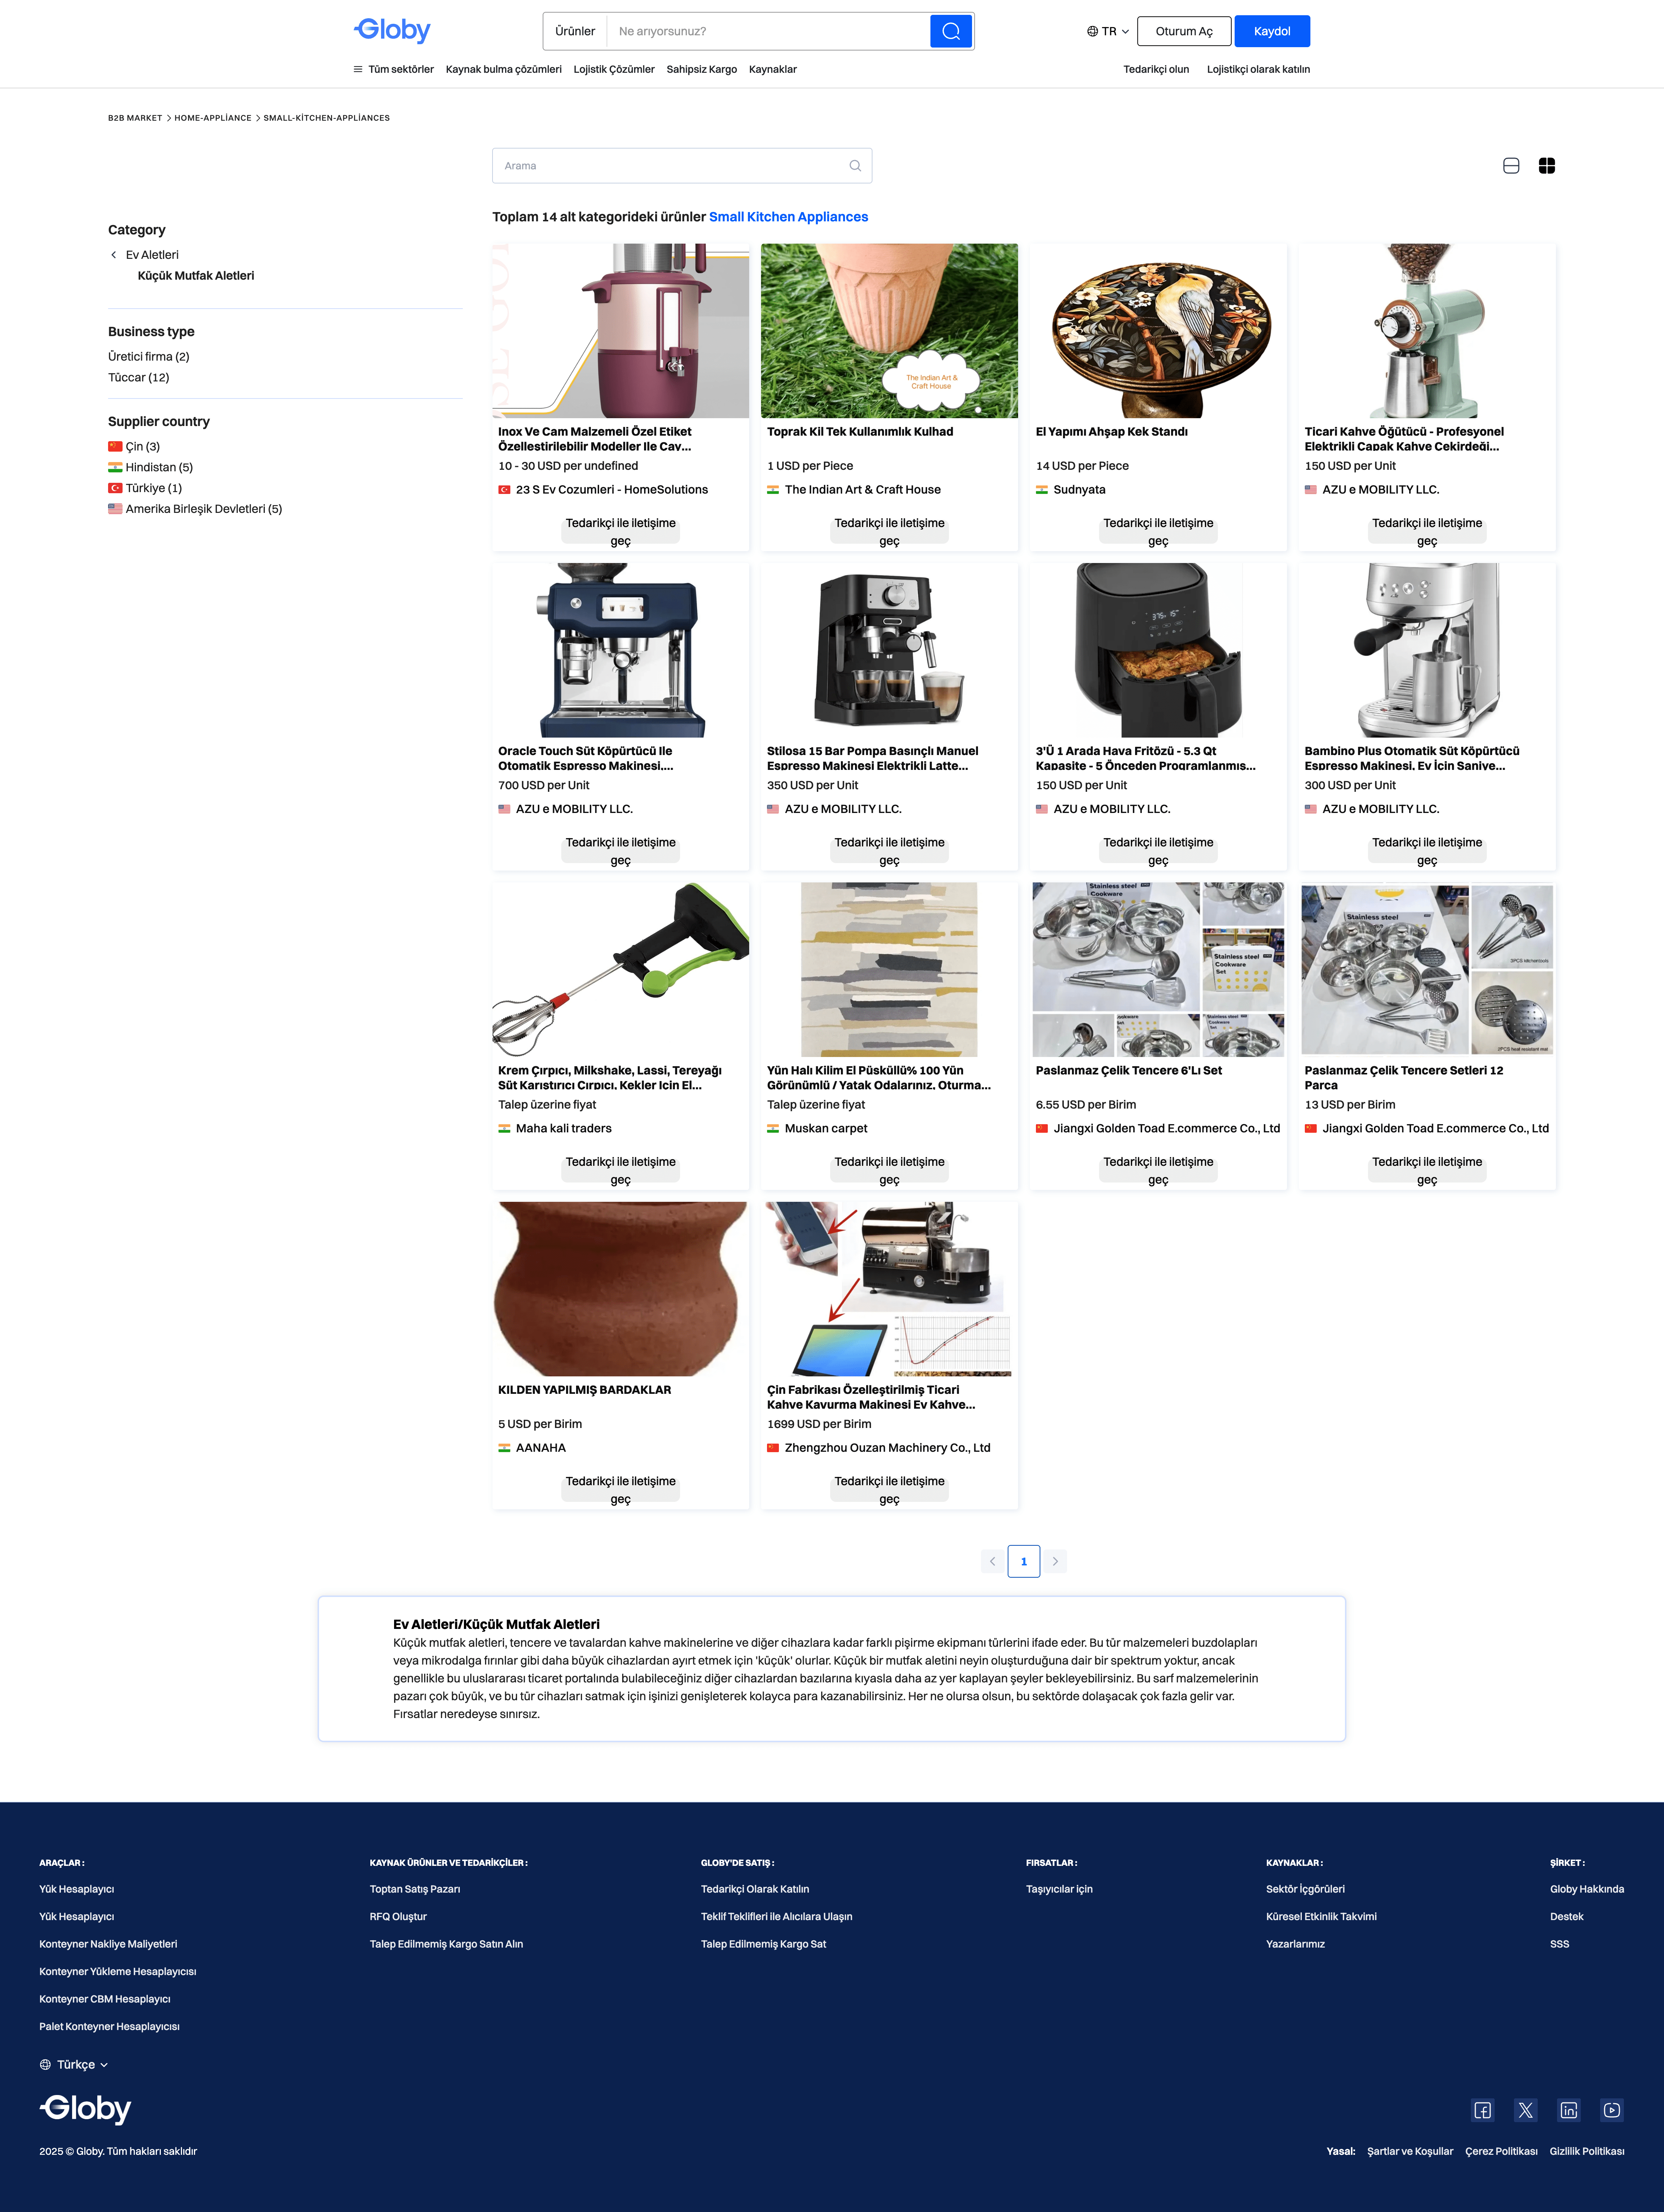 Globy
Ürünler
Ne arıyorsunuz?
TR
Oturum Aç
Kaydol
Tüm sektörler
Kaynak bulma çözümleri
Lojistik Çözümler
Sahipsiz Kargo
Kaynaklar
Tedarikçi olun
Lojistikçi olarak katılın
B2B MARKET > HOME-APPLİANCE > SMALL-KİTCHEN-APPLİANCES
Arama
Toplam 14 alt kategorideki ürünler Small Kitchen Appliances
Category
Ev Aletleri
Küçük Mutfak Aletleri
Business type
Üretici firma (2)
Tüccar (12)
Supplier country
Çin (3)
Hindistan (5)
Türkiye (1)
Amerika Birleşik Devletleri (5)
Inox Ve Cam Malzemeli Özel Etiket
Özelleştirilebilir Modeller Ile Çay...
10 - 30 USD per undefined
23 S Ev Cozumleri - HomeSolutions
Tedarikçi ile iletişime
geç
The Indian Art &
Craft House
Toprak Kil Tek Kullanımlık Kulhad
1 USD per Piece
The Indian Art & Craft House
Tedarikçi ile iletişime
geç
El Yapımı Ahşap Kek Standı
14 USD per Piece
Sudnyata
Tedarikçi ile iletişime
geç
Ticari Kahve Öğütücü - Profesyonel
Elektrikli Çapak Kahve Çekirdeği...
150 USD per Unit
AZU e MOBILITY LLC.
Tedarikçi ile iletişime
geç
Oracle Touch Süt Köpürtücü Ile
Otomatik Espresso Makinesi,...
700 USD per Unit
AZU e MOBILITY LLC.
Tedarikçi ile iletişime
geç
Stilosa 15 Bar Pompa Basınçlı Manuel
Espresso Makinesi Elektrikli Latte...
350 USD per Unit
AZU e MOBILITY LLC.
Tedarikçi ile iletişime
geç
375 15
3'Ü 1 Arada Hava Fritözü - 5.3 Qt
Kapasite - 5 Önceden Programlanmış...
150 USD per Unit
AZU e MOBILITY LLC.
Tedarikçi ile iletişime
geç
Bambino Plus Otomatik Süt Köpürtücü
Espresso Makinesi, Ev İçin Saniye...
300 USD per Unit
AZU e MOBILITY LLC.
Tedarikçi ile iletişime
geç
Krem Çırpıcı, Milkshake, Lassi, Tereyağı
Süt Karıştırıcı Çırpıcı, Kekler Için El...
Talep üzerine fiyat
Maha kali traders
Tedarikçi ile iletişime
geç
Yün Halı Kilim El Püsküllü% 100 Yün
Görünümlü / Yatak Odalarınız, Oturma...
Talep üzerine fiyat
Muskan carpet
Tedarikçi ile iletişime
geç
Stainless steel
Stainless steel
Cookware
Set
Paslanmaz Çelik Tencere 6'Lı Set
6.55 USD per Birim
Jiangxi Golden Toad E.commerce Co., Ltd
Tedarikçi ile iletişime
geç
Stainless steel
Paslanmaz Çelik Tencere Setleri 12
Parça
13 USD per Birim
Jiangxi Golden Toad E.commerce Co., Ltd
Tedarikçi ile iletişime
geç
KILDEN YAPILMIŞ BARDAKLAR
5 USD per Birim
AANAHA
Tedarikçi ile iletişime
geç
Çin Fabrikası Özelleştirilmiş Ticari
Kahve Kavurma Makinesi Ev Kahve...
1699 USD per Birim
Zhengzhou Ouzan Machinery Co., Ltd
Tedarikçi ile iletişime
geç
1
Ev Aletleri/Küçük Mutfak Aletleri
Küçük mutfak aletleri, tencere ve tavalardan kahve makinelerine ve diğer cihazlara kadar farklı pişirme ekipmanı türlerini ifade eder. Bu tür malzemeleri buzdolapları
veya mikrodalga fırınlar gibi daha büyük cihazlardan ayırt etmek için 'küçük' olurlar. Küçük bir mutfak aletini neyin oluşturduğuna dair bir spektrum yoktur, ancak
genellikle bu uluslararası ticaret portalında bulabileceğiniz diğer cihazlardan bazılarına kıyasla daha az yer kaplayan şeyler bekleyebilirsiniz. Bu sarf malzemelerinin
pazarı çok büyük, ve bu tür cihazları satmak için işinizi genişleterek kolayca para kazanabilirsiniz. Her ne olursa olsun, bu sektörde dolaşacak çok fazla gelir var.
Fırsatlar neredeyse sınırsız.
ARAÇLAR :
Yük Hesaplayıcı
Yük Hesaplayıcı
Konteyner Nakliye Maliyetleri
Konteyner Yükleme Hesaplayıcısı
Konteyner CBM Hesaplayıcı
Palet Konteyner Hesaplayıcısı
KAYNAK ÜRÜNLER VE TEDARİKÇİLER :
Toptan Satış Pazarı
RFQ Oluştur
Talep Edilmemiş Kargo Satın Alın
GLOBY'DE SATIŞ :
Tedarikçi Olarak Katılın
Teklif Teklifleri ile Alıcılara Ulaşın
Talep Edilmemiş Kargo Sat
FIRSATLAR :
Taşıyıcılar için
KAYNAKLAR :
Sektör İçgörüleri
Küresel Etkinlik Takvimi
Yazarlarımız
ŞİRKET :
Globy Hakkında
Destek
SSS
Türkçe
Globy
2025 © Globy. Tüm hakları saklıdır
Yasal:
Şartlar ve Koşullar
Çerez Politikası
Gizlilik Politikası